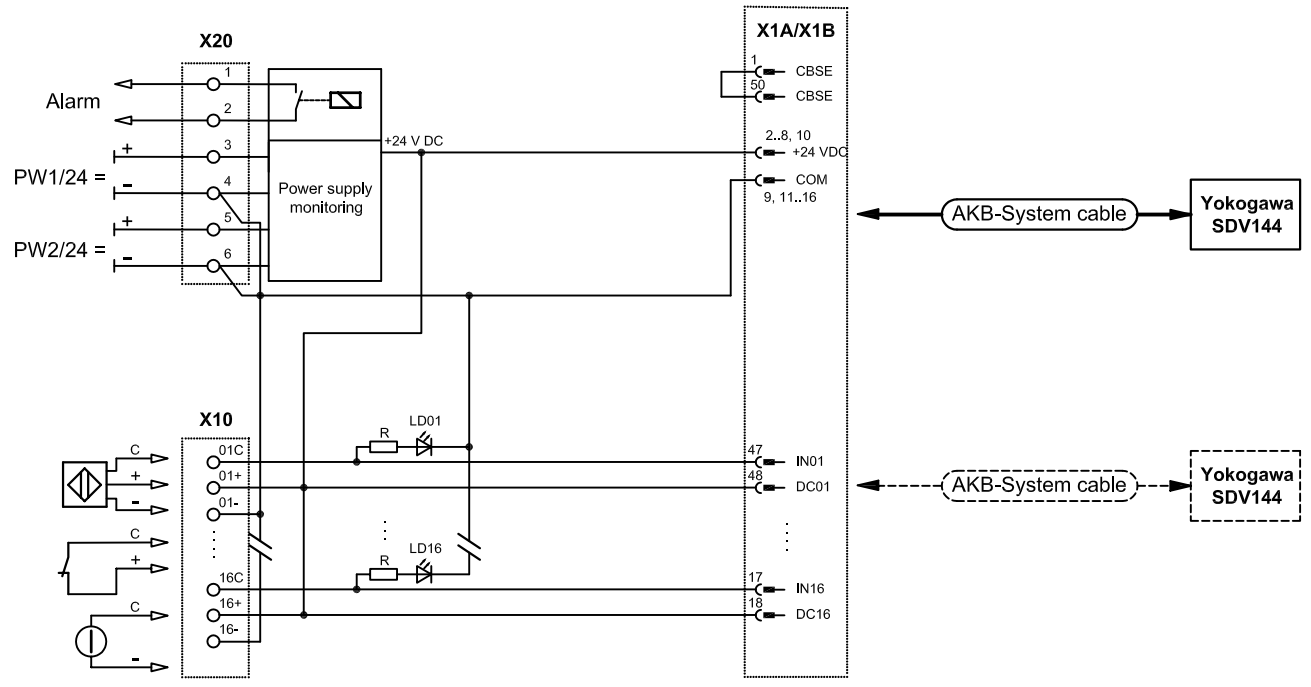 X20
X1A/X1B
Alarm
1
2
+
3
PW1/24 =
-
4
+
5
PW2/24 =
-
6
+24 V DC
Power supply
monitoring
1
CBSE
50
CBSE
2..8, 10
+24 VDC
COM
9, 11..16
AKB-System cable
Yokogawa
SDV144
X10
C
01C
+
01+
-
01-
C
+
16C
C
16+
16-
-
R
LD01
R
LD16
47
IN01
48
DC01
17
IN16
18
DC16
AKB-System cable
Yokogawa
SDV144